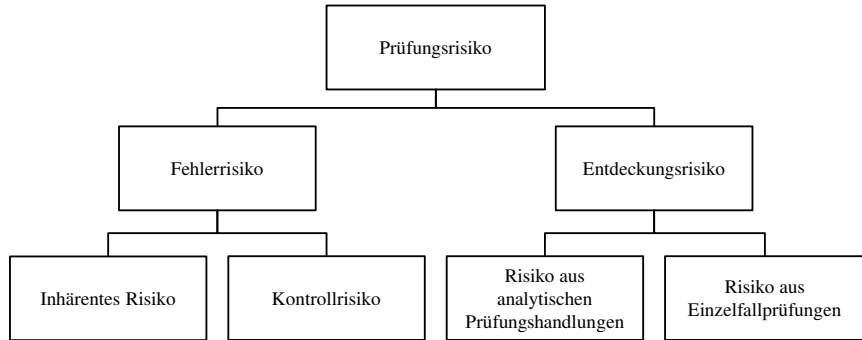 Prüfungsrisiko
Fehlerrisiko
Entdeckungsrisiko
Inhärentes Risiko
Kontrollrisiko
Risiko aus
analytischen
Prüfungshandlungen
Risiko aus
Einzelfallprüfungen